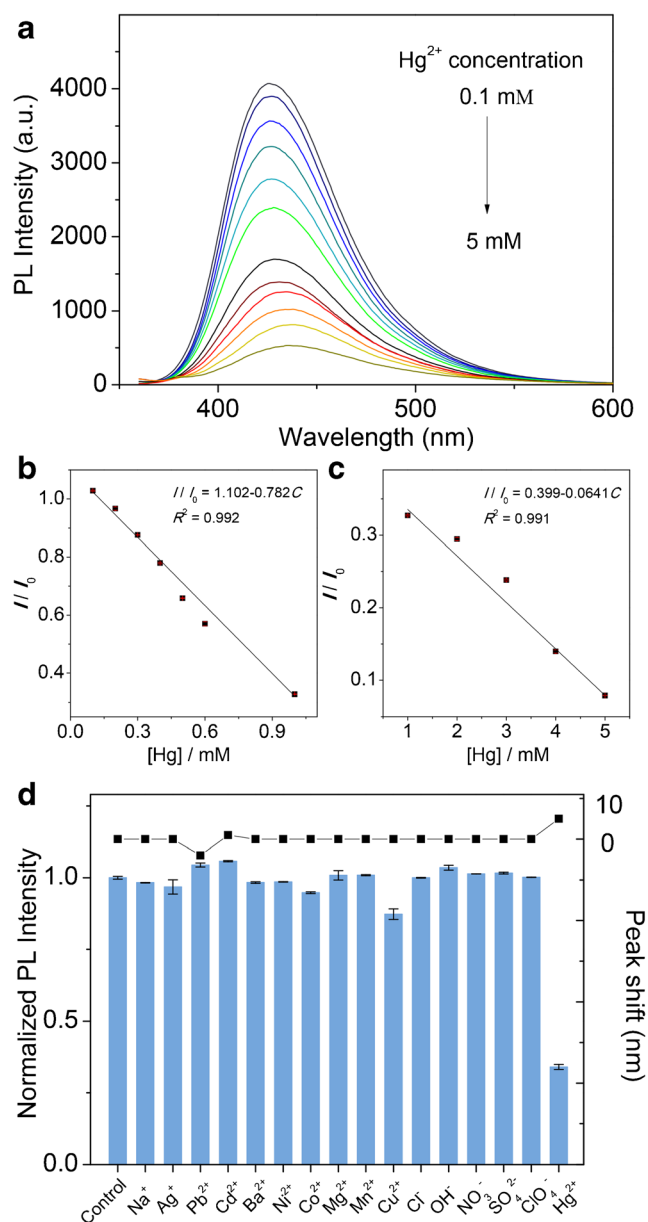 a
Hg²⁺ concentration
0.1 mM
5 mM
4000
3000
2000
1000
0
PL Intensity (a.u.)
400 500 600
Wavelength (nm)
b
I / I₀ = 1.102-0.782C
R² = 0.992
1.0
0.8
0.6
0.4
I / I₀
0.0 0.3 0.6 0.9
[Hg] / mM
c
I / I₀ = 0.399-0.0641C
R² = 0.991
0.3
0.2
0.1
I / I₀
1 2 3 4 5
[Hg] / mM
d
10
0
1.0
0.5
0.0
Normalized PL Intensity
Peak shift (nm)
Control Na⁺ Ag⁺ Pb²⁺ Cd²⁺ Ba²⁺ Ni²⁺ Co²⁺ Mg²⁺ Mn²⁺ Cu²⁺ Cl⁻ OH⁻ NO₃⁻ SO₄²⁻ ClO₄⁻ Hg²⁺